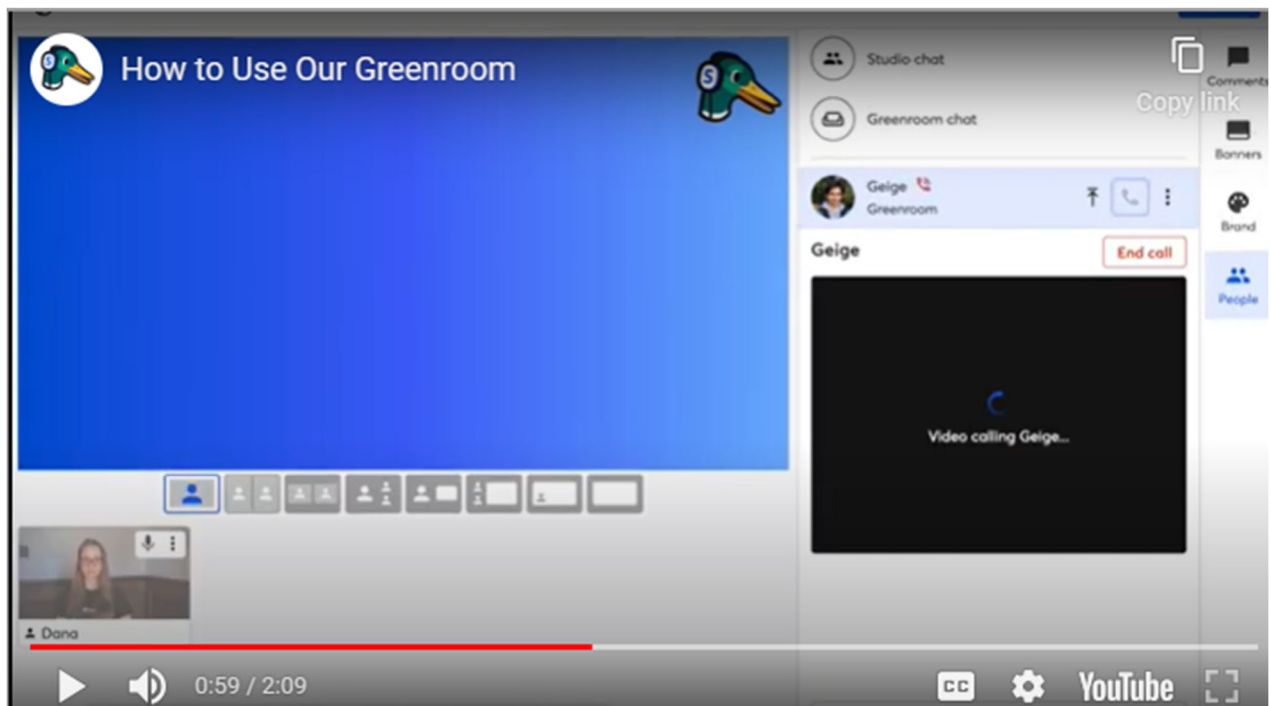 How to Use Our Greenroom
S
S
Studio chat
Copy link
Comments
Greenroom chat
Banners
Geige
Greenroom
Brand
Geige
End call
People
Video calling Geige...
Dana
0:59 / 2:09
CC
YouTube